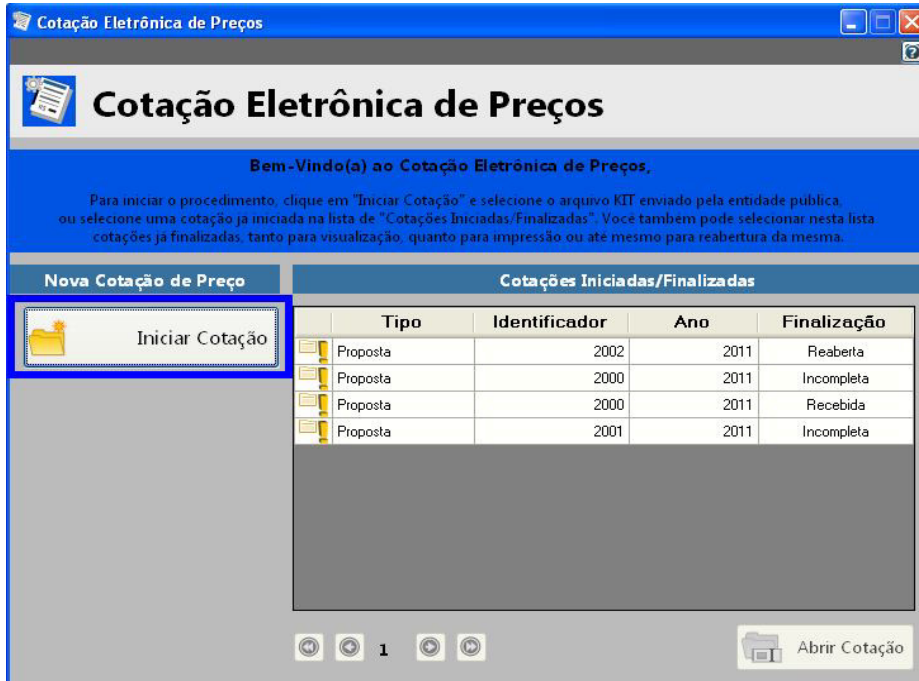 Cotação Eletrônica de Preços
Cotação Eletrônica de Preços
Bem-Vindo(a) ao Cotação Eletrônica de Preços,
Para iniciar o procedimento, clique em "Iniciar Cotação" e selecione o arquivo KIT enviado pela entidade pública,
ou selecione uma cotação já iniciada na lista de "Cotações Iniciadas/Finalizadas". Você também pode selecionar nesta lista
cotações já finalizadas, tanto para visualização, quanto para impressão ou até mesmo para reabertura da mesma.
Nova Cotação de Preço
Cotações Iniciadas/Finalizadas
Iniciar Cotação
Tipo Identificador Ano Finalização
Proposta 2002 2011 Reaberta
Proposta 2000 2011 Incompleta
Proposta 2000 2011 Recebida
Proposta 2001 2011 Incompleta
1
Abrir Cotação